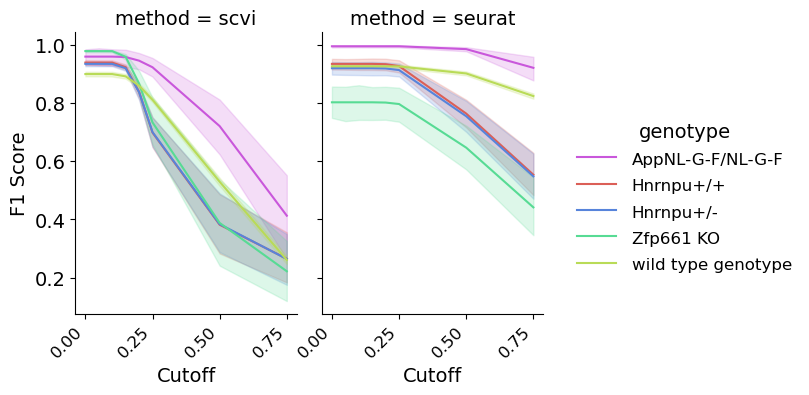 method = scvi
method = seurat
F1 Score
1.0
0.8
0.6
0.4
0.2
0.00
0.25
0.50
0.75
Cutoff
0.00
0.25
0.50
0.75
Cutoff
genotype
AppNL-G-F/NL-G-F
Hnrnpu+/+
Hnrnpu+/-
Zfp661 KO
wild type genotype